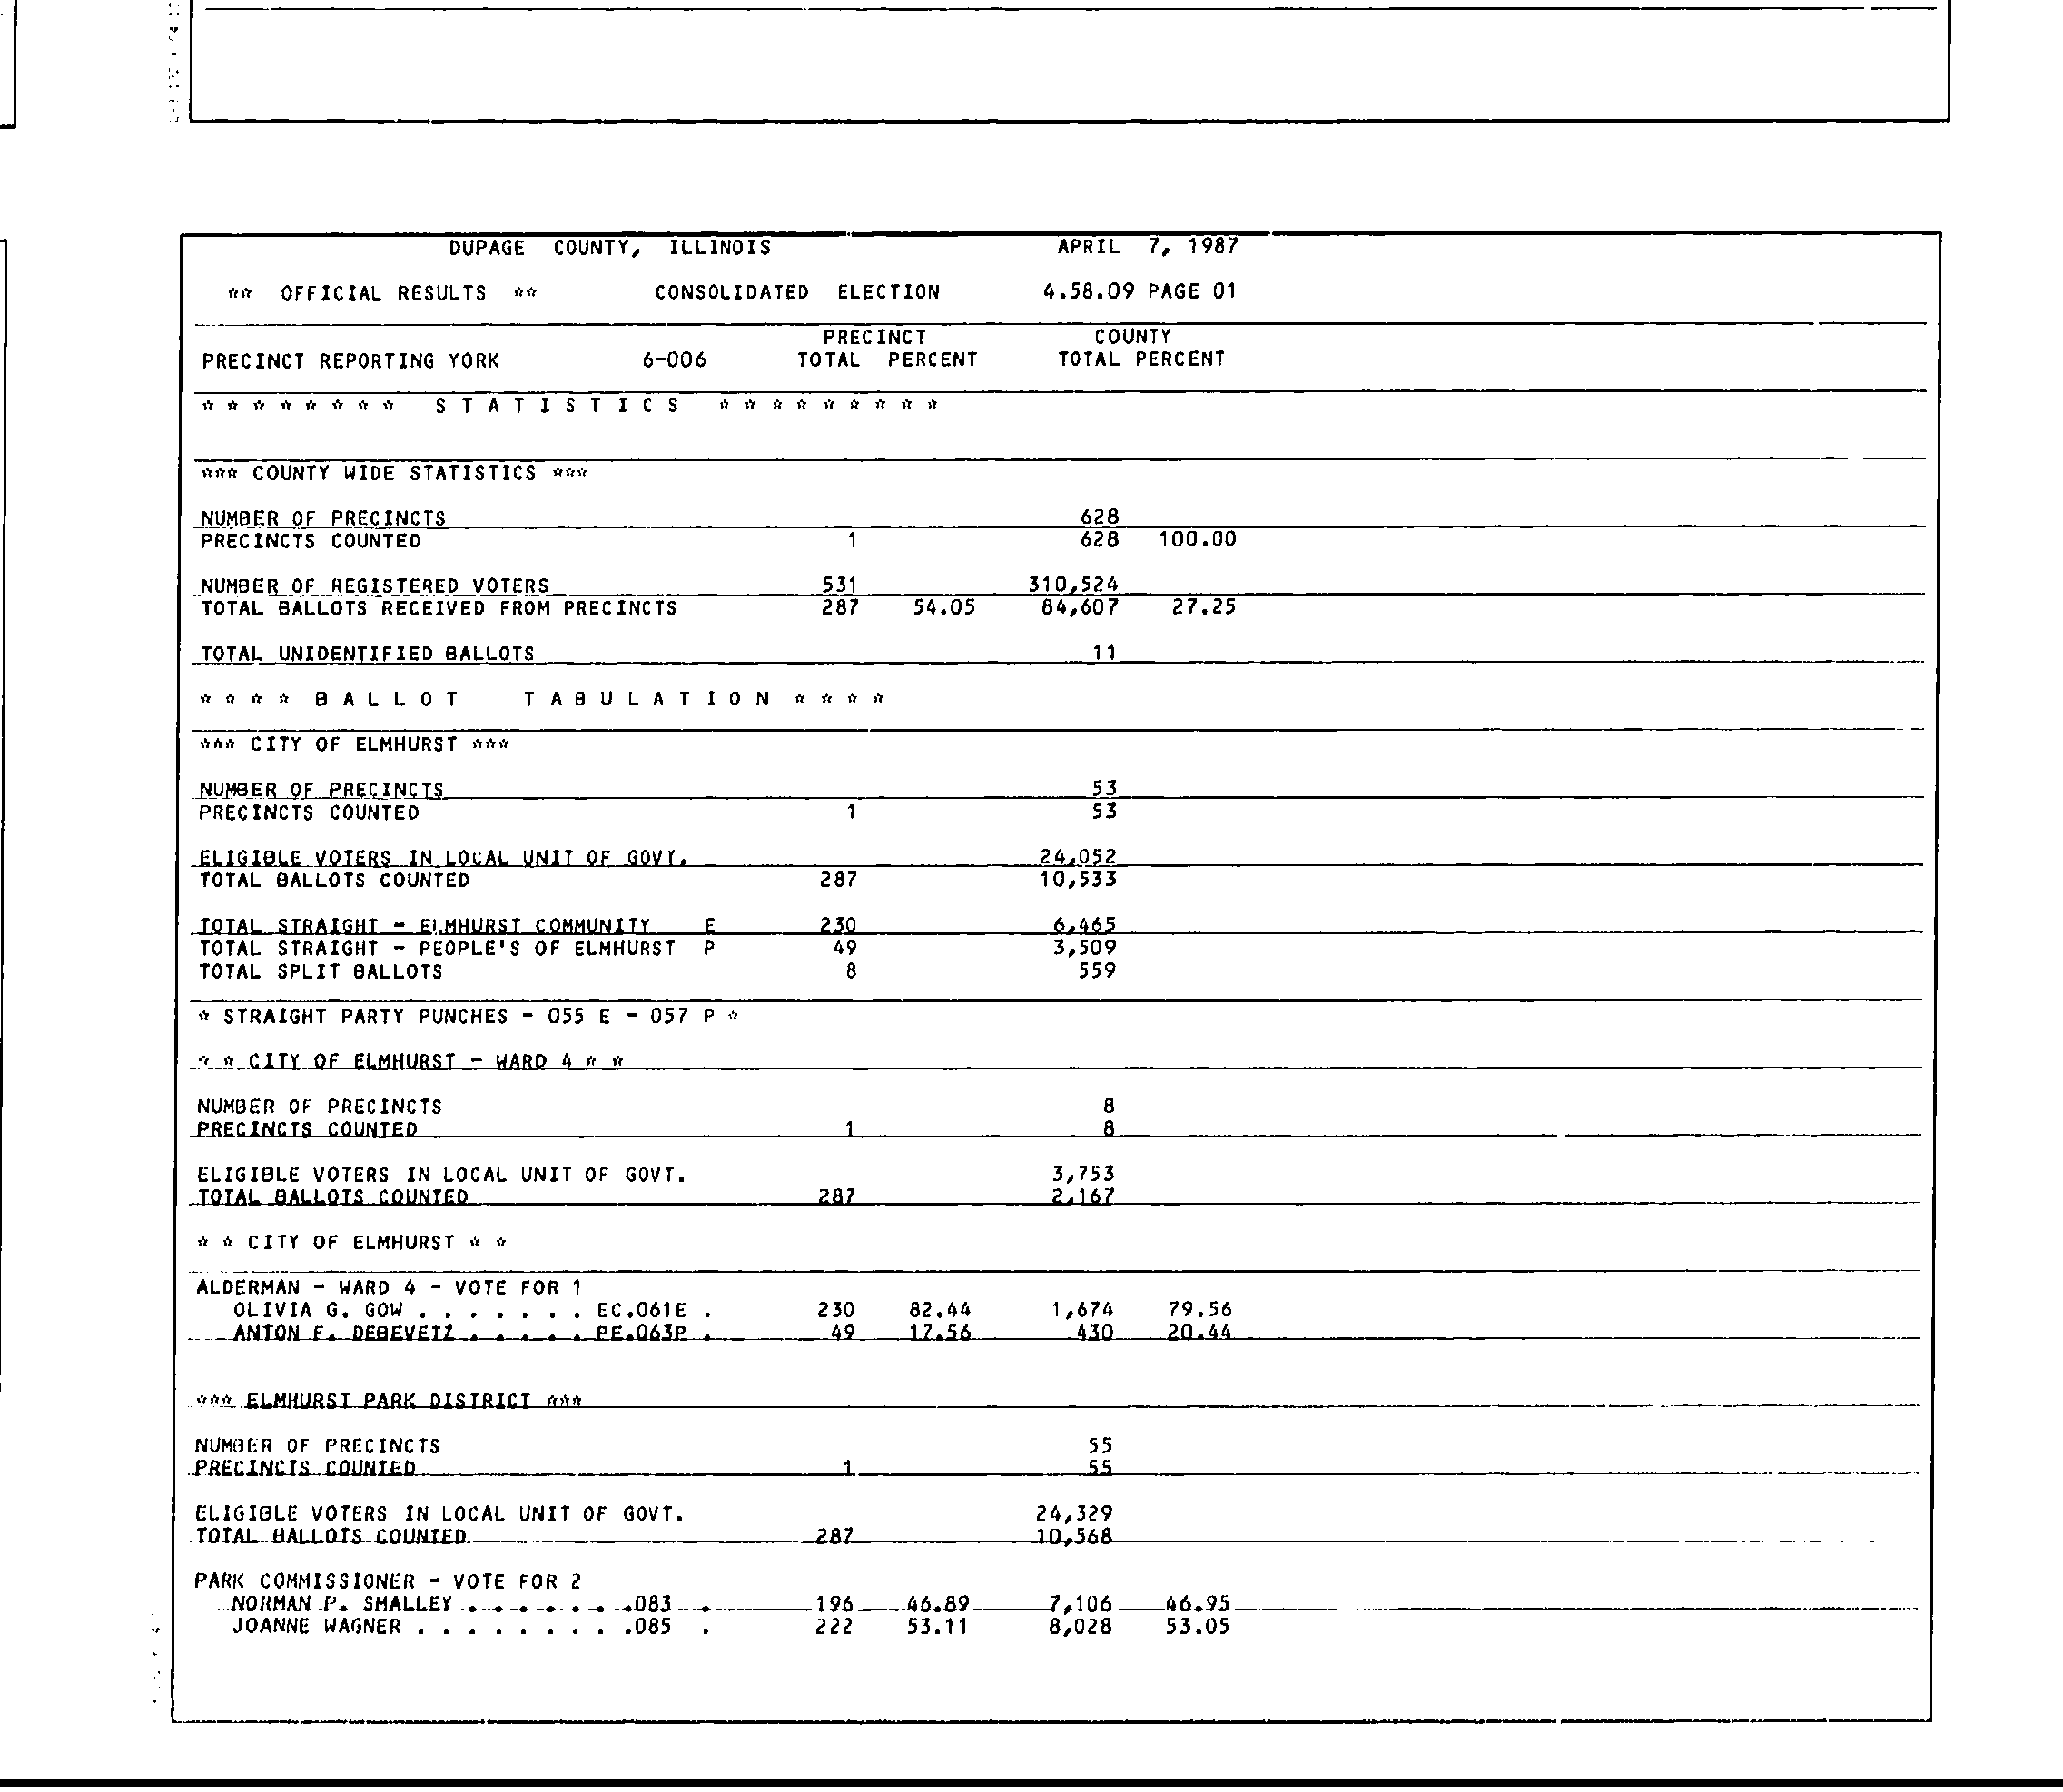 DUPAGE COUNTY, ILLINOIS APRIL 7, 1987
** OFFICIAL RESULTS ** CONSOLIDATED ELECTION 4.58.09 PAGE 01
PRECINCT COUNTY
PRECINCT REPORTING YORK 6-006 TOTAL PERCENT TOTAL PERCENT
* * * * * * * * S T A T I S T I C S * * * * * * * * *
*** COUNTY WIDE STATISTICS ***
NUMBER OF PRECINCTS 628
PRECINCTS COUNTED 1 628 100.00
NUMBER OF REGISTERED VOTERS 531 310,524
TOTAL BALLOTS RECEIVED FROM PRECINCTS 287 54.05 84,607 27.25
TOTAL UNIDENTIFIED BALLOTS 11
* * * * B A L L O T T A B U L A T I O N * * * *
*** CITY OF ELMHURST ***
NUMBER OF PRECINCTS 53
PRECINCTS COUNTED 1 53
ELIGIBLE VOTERS IN LOCAL UNIT OF GOVT. 24,052
TOTAL BALLOTS COUNTED 287 10,533
TOTAL STRAIGHT - ELMHURST COMMUNITY E 230 6,465
TOTAL STRAIGHT - PEOPLE'S OF ELMHURST P 49 3,509
TOTAL SPLIT BALLOTS 8 559
* STRAIGHT PARTY PUNCHES - 055 E - 057 P *
* * CITY OF ELMHURST - WARD 4 * *
NUMBER OF PRECINCTS 8
PRECINCTS COUNTED 1 8
ELIGIBLE VOTERS IN LOCAL UNIT OF GOVT. 3,753
TOTAL BALLOTS COUNTED 287 2,167
* * CITY OF ELMHURST * *
ALDERMAN - WARD 4 - VOTE FOR 1
OLIVIA G. GOW . . . . . . . EC.061E . 230 82.44 1,674 79.56
ANTON F. DEBEVETZ . . . . . PE.063P . 49 17.56 430 20.44
*** ELMHURST PARK DISTRICT ***
NUMBER OF PRECINCTS 55
PRECINCTS COUNTED 1 55
ELIGIBLE VOTERS IN LOCAL UNIT OF GOVT. 24,329
TOTAL BALLOTS COUNTED 287 10,568
PARK COMMISSIONER - VOTE FOR 2
NORMAN P. SMALLEY . . . . . . . .083 . 196 46.89 7,106 46.95
JOANNE WAGNER . . . . . . . . . .085 . 222 53.11 8,028 53.05